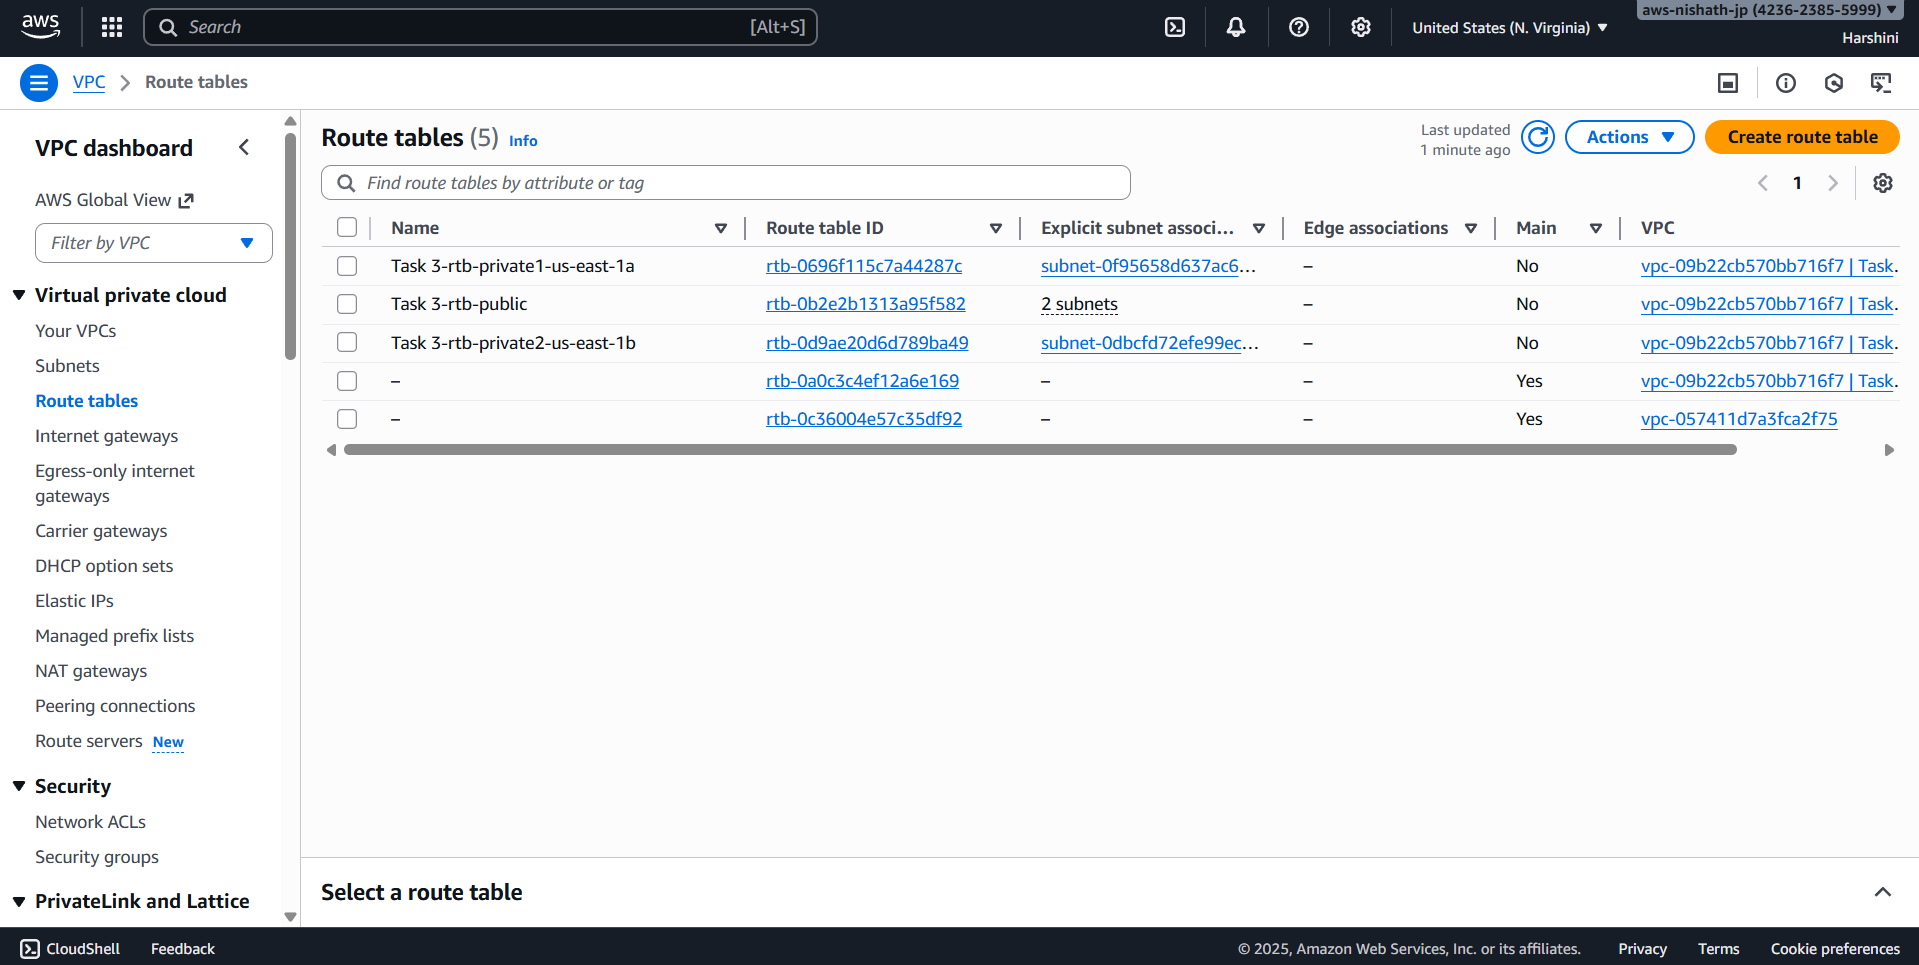 aws
Search [Alt+S]
United States (N. Virginia)
aws-nishath-jp (4236-2385-5999)
Harshini
VPC Route tables
VPC dashboard
AWS Global View
Filter by VPC
Virtual private cloud
Your VPCs
Subnets
Route tables
Internet gateways
Egress-only internet
gateways
Carrier gateways
DHCP option sets
Elastic IPs
Managed prefix lists
NAT gateways
Peering connections
Route servers New
Security
Network ACLs
Security groups
PrivateLink and Lattice
Route tables (5) Info
Last updated
1 minute ago
Actions
Create route table
Find route tables by attribute or tag
1
Name Route table ID Explicit subnet associ... Edge associations Main VPC
Task 3-rtb-private1-us-east-1a rtb-0696f115c7a44287c subnet-0f95658d637ac6... – No vpc-09b22cb570bb716f7 | Task.
Task 3-rtb-public rtb-0b2e2b1313a95f582 2 subnets – No vpc-09b22cb570bb716f7 | Task.
Task 3-rtb-private2-us-east-1b rtb-0d9ae20d6d789ba49 subnet-0dbcfd72efe99ec... – No vpc-09b22cb570bb716f7 | Task.
– rtb-0a0c3c4ef12a6e169 – – Yes vpc-09b22cb570bb716f7 | Task.
– rtb-0c36004e57c35df92 – – Yes vpc-057411d7a3fca2f75
Select a route table
CloudShell Feedback © 2025, Amazon Web Services, Inc. or its affiliates. Privacy Terms Cookie preferences